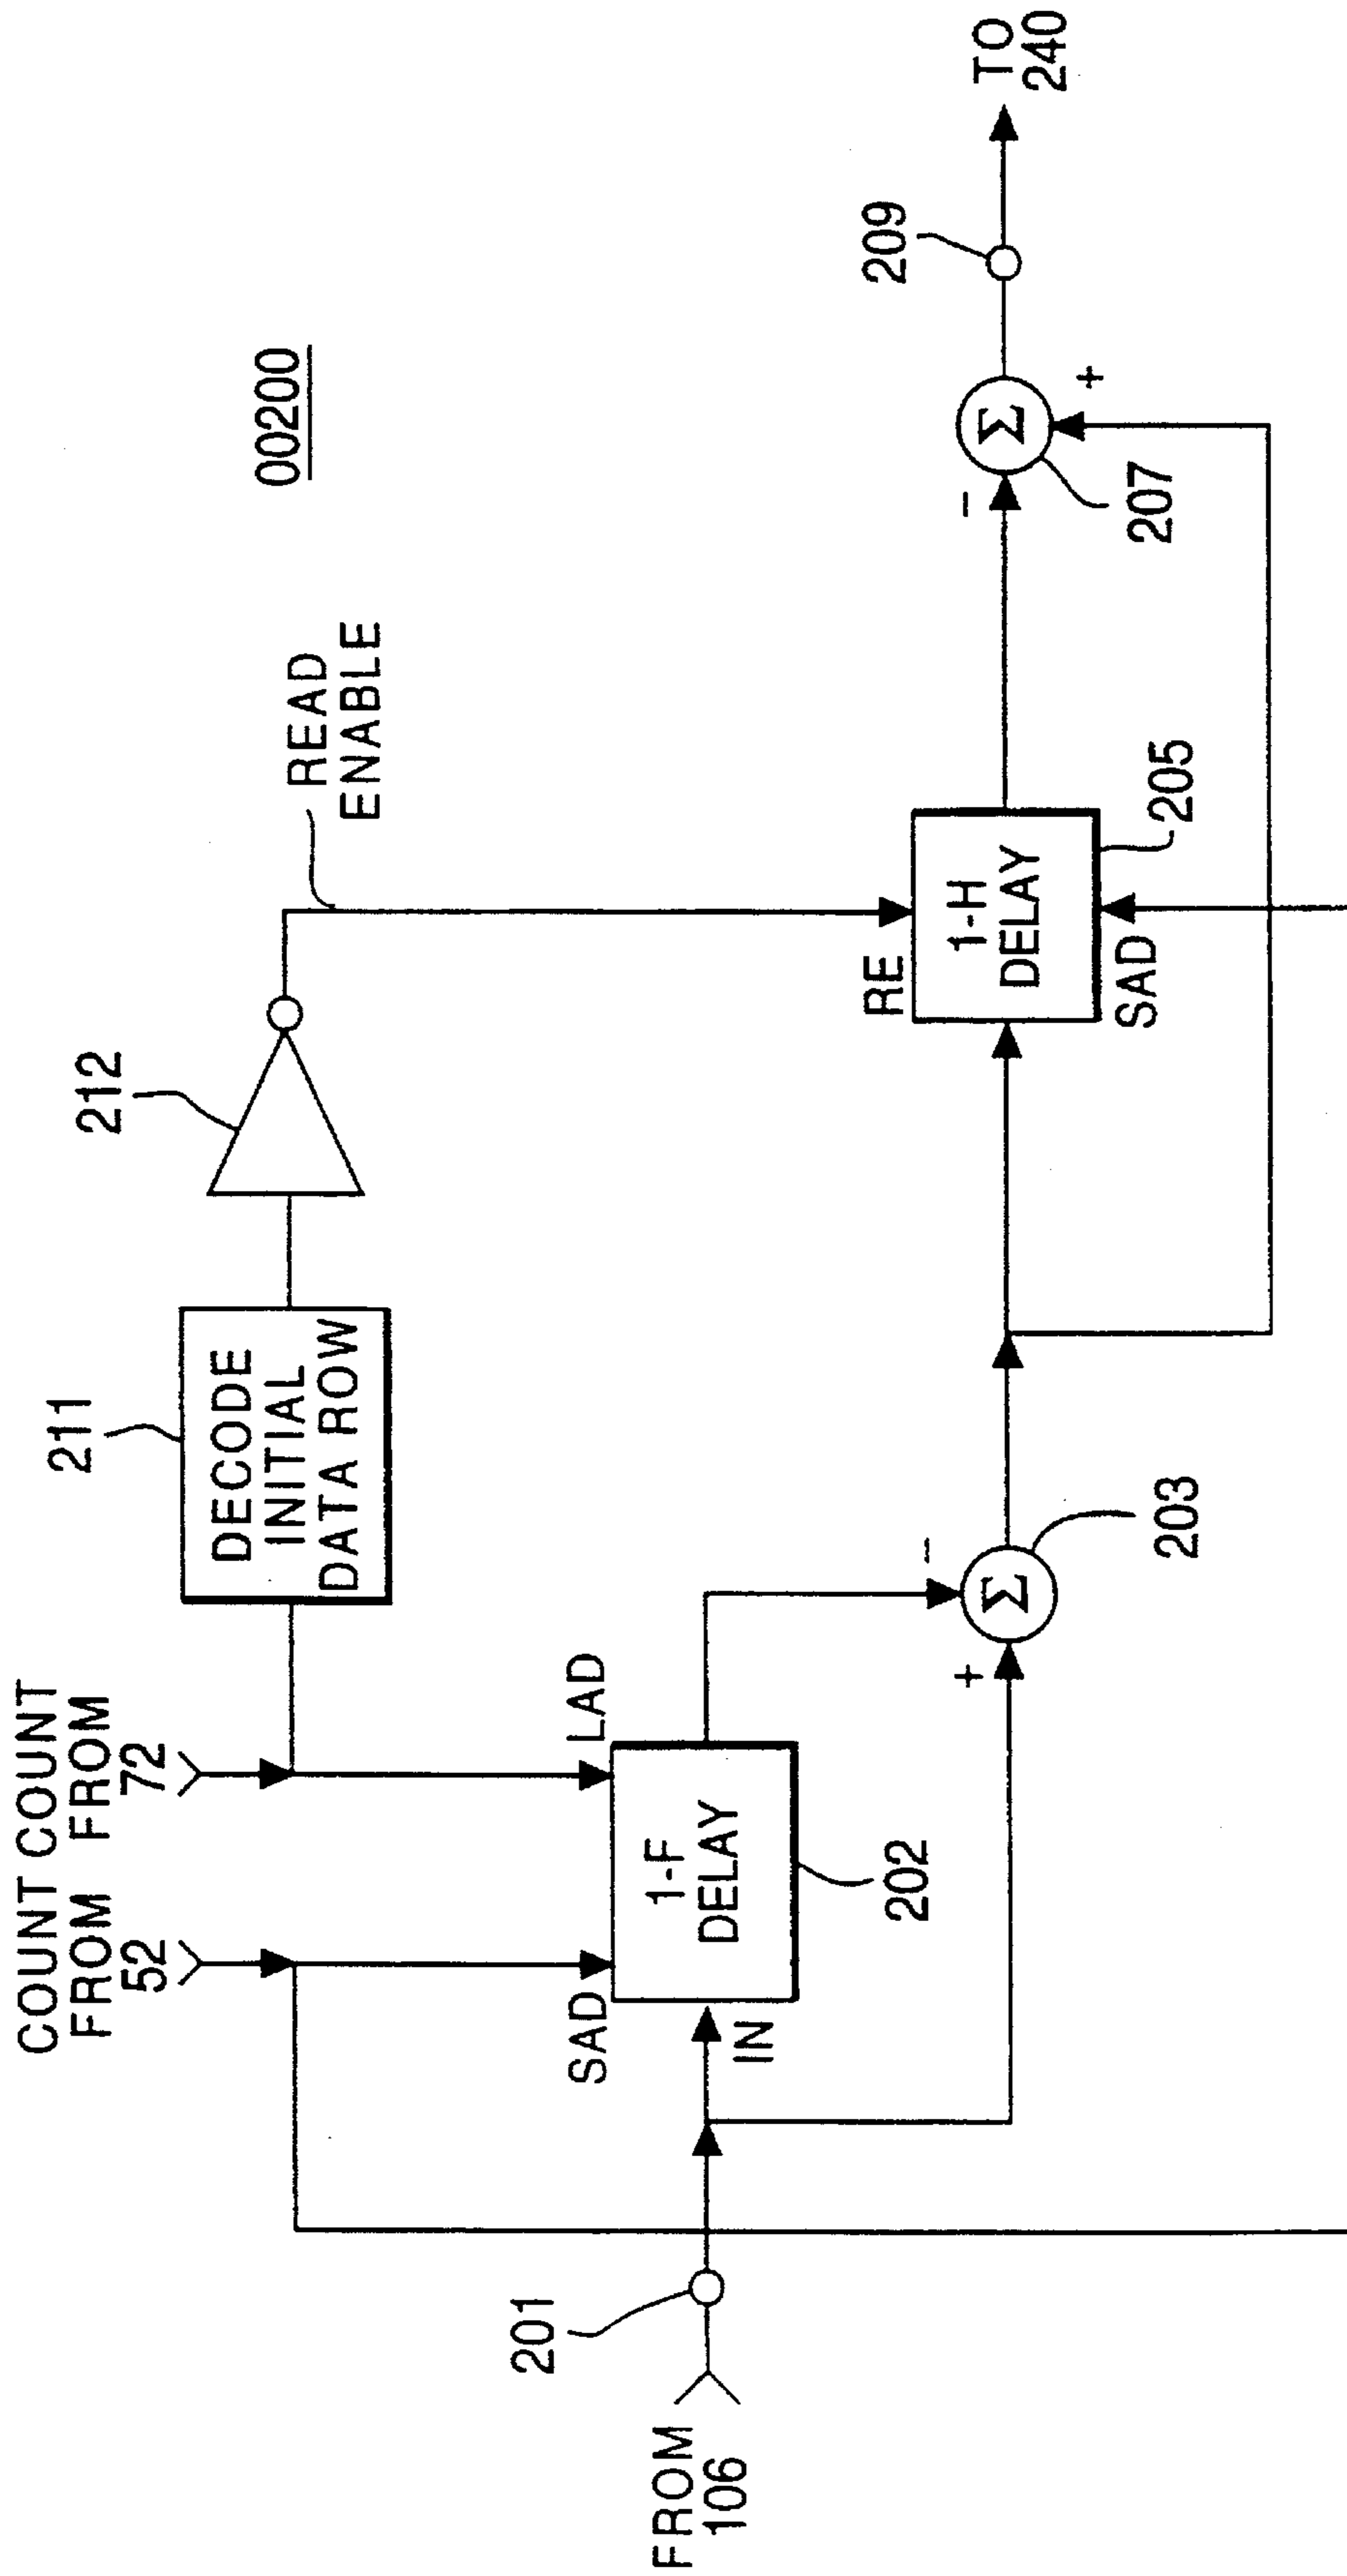 COUNT COUNT
FROM FROM
52 72
211
DECODE
INITIAL
DATA ROW
212
READ
ENABLE
00200
FROM
106
201
SAD
LAD
IN
1-F
DELAY
202
+
-
Σ
203
RE
1-H
DELAY
SAD
205
-
+
Σ
207
209
TO
240